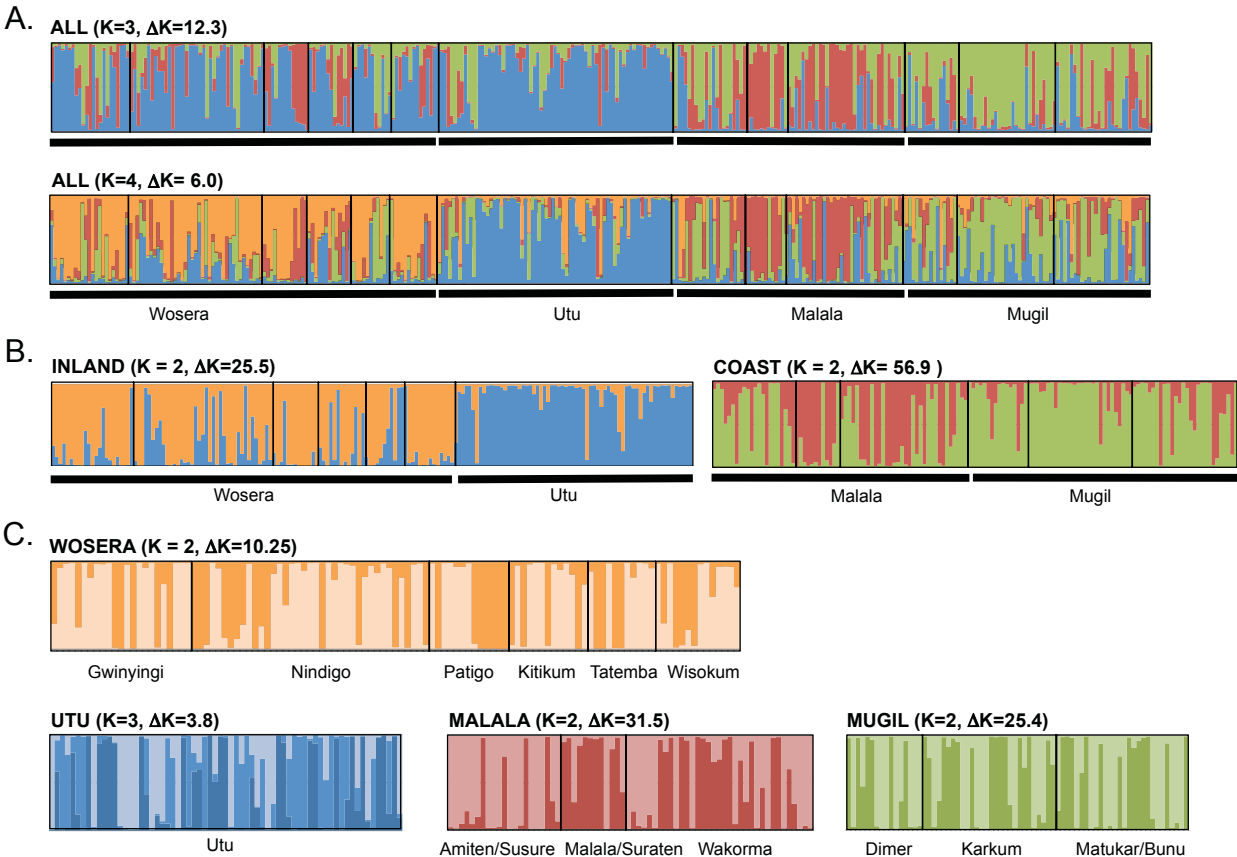 A.
ALL (K=3, ΔK=12.3)
ALL (K=4, ΔK= 6.0)
Wosera Utu Malala Mugil
B.
INLAND (K = 2, ΔK=25.5) COAST (K = 2, ΔK= 56.9 )
Wosera Utu Malala Mugil
C.
WOSERA (K = 2, ΔK=10.25)
Gwinyingi Nindigo Patigo Kitikum Tatemba Wisokum
UTU (K=3, ΔK=3.8) MALALA (K=2, ΔK=31.5) MUGIL (K=2, ΔK=25.4)
Utu Amiten/Susure Malala/Suraten Wakorma Dimer Karkum Matukar/Bunu